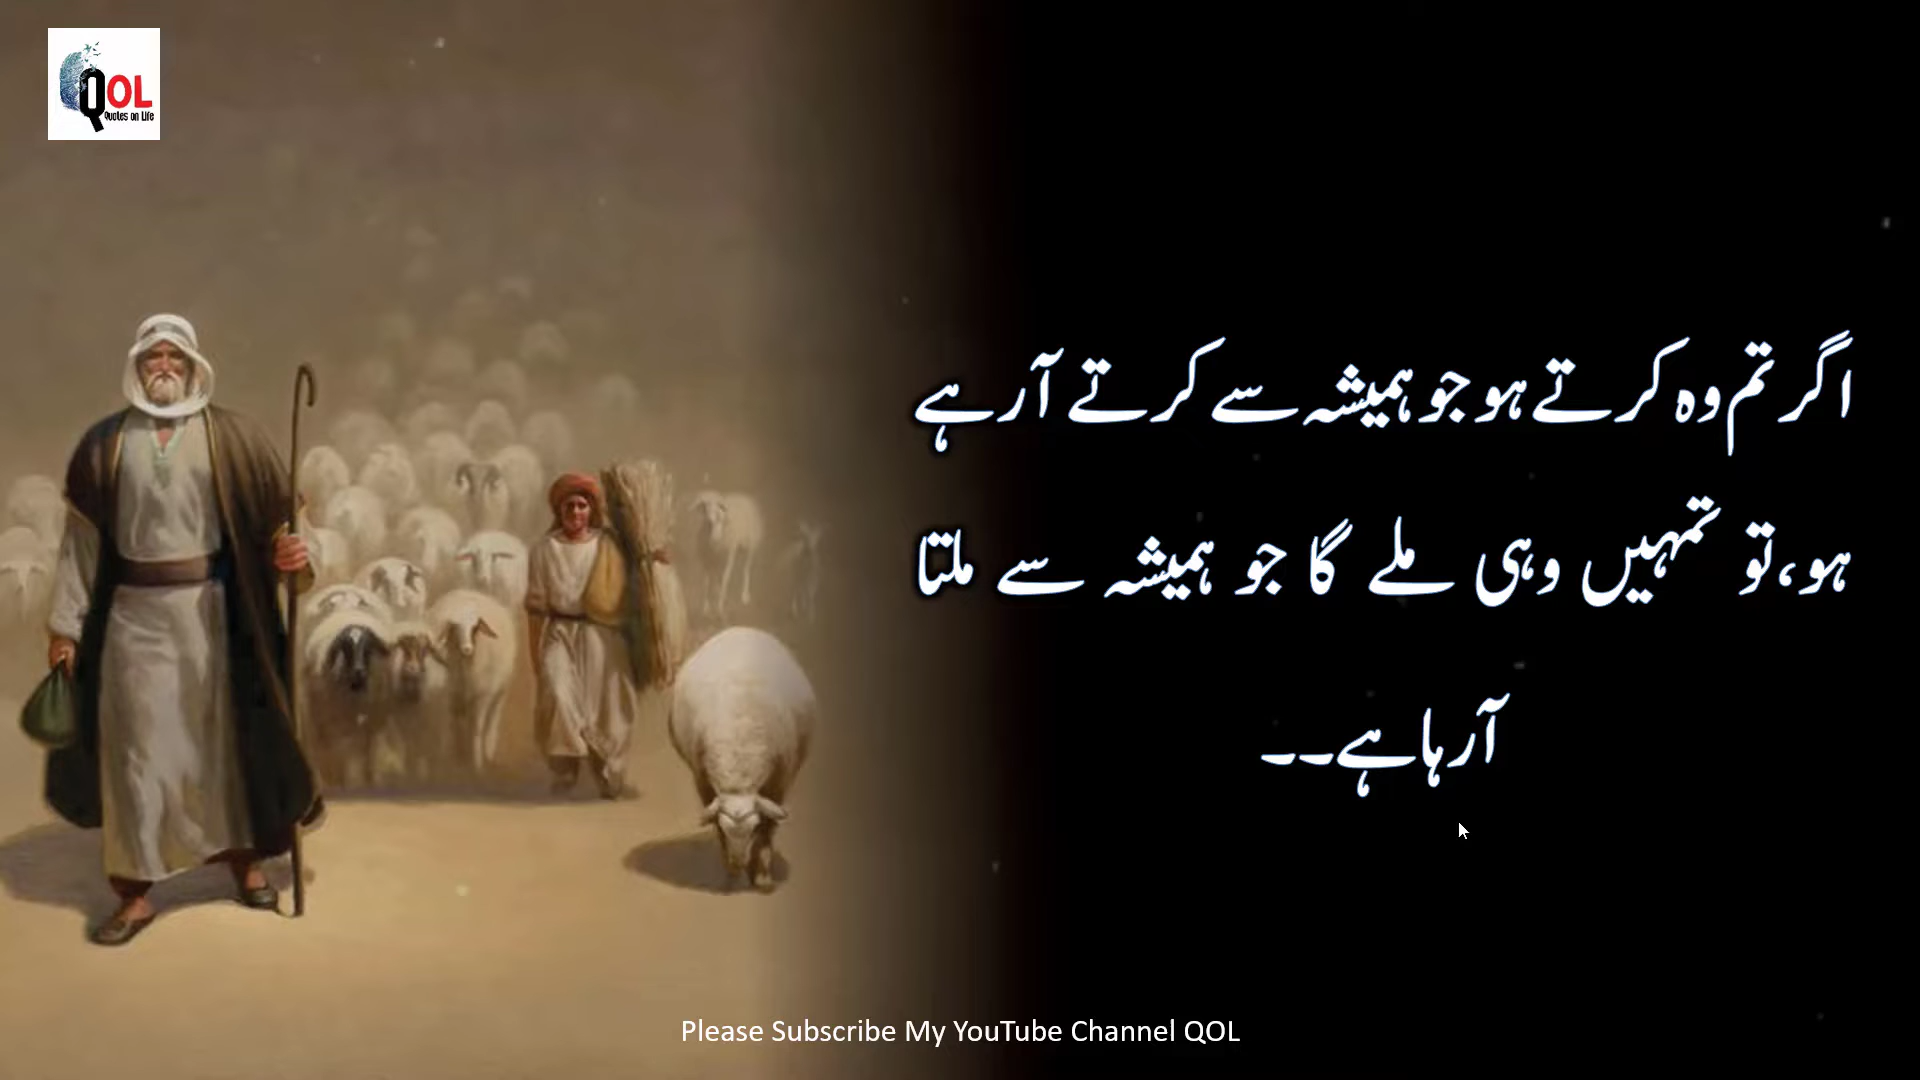 QOL
Quotes on Life
اگر تم وہ کرتے ہو جو ہمیشہ سے کرتے آرہے
ہو، تو تمہیں وہی ملے گا جو ہمیشہ سے ملتا
آرہا ہے۔۔
Please Subscribe My YouTube Channel QOL